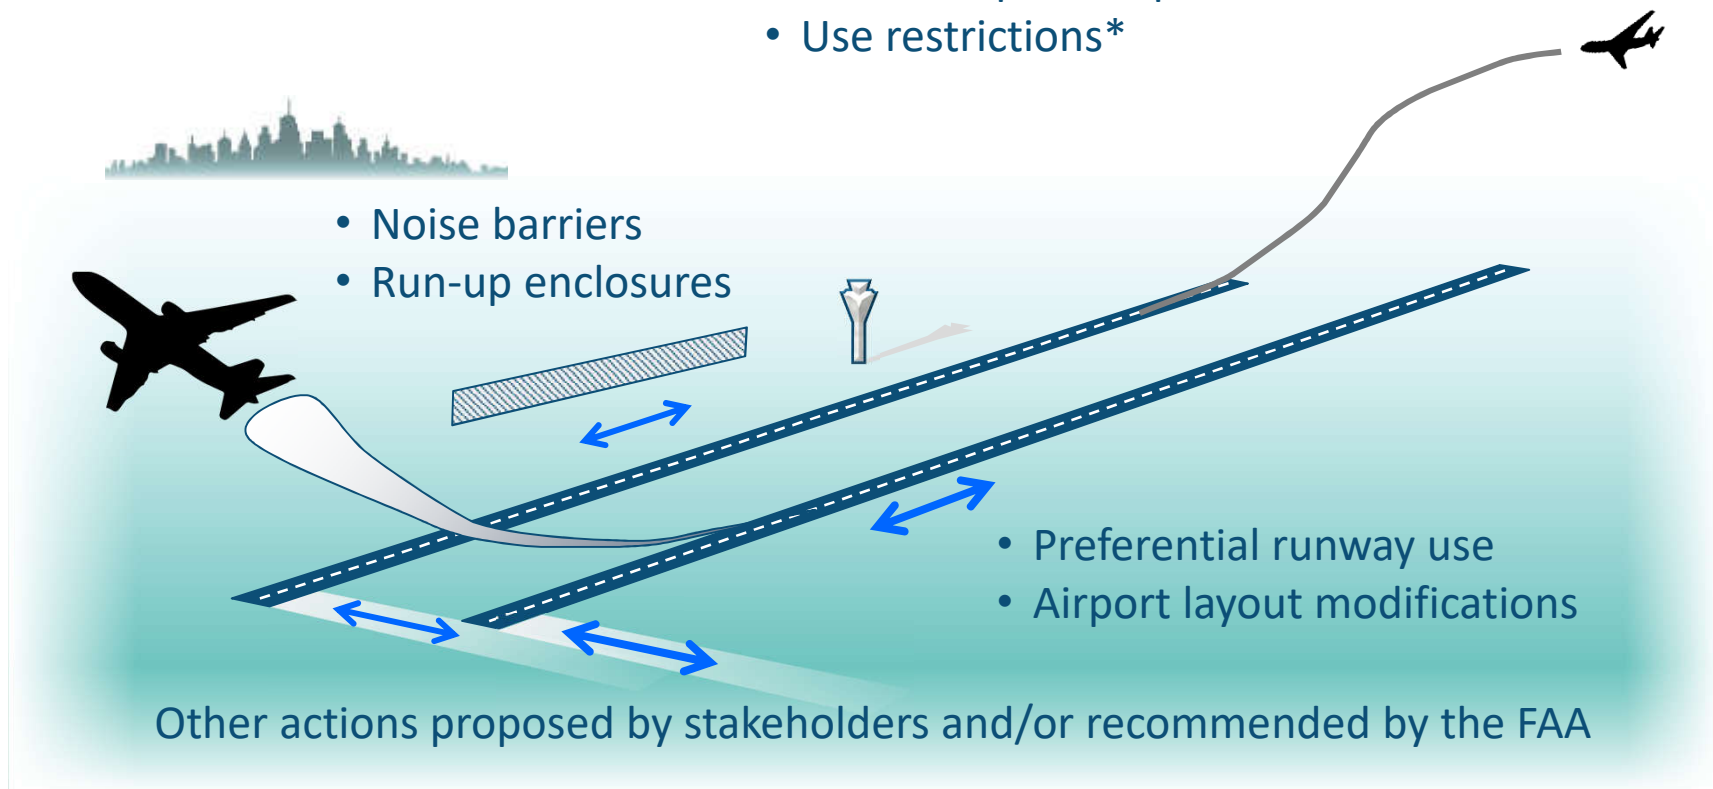 • Use restrictions*
• Noise barriers
• Run-up enclosures
• Preferential runway use
• Airport layout modifications
Other actions proposed by stakeholders and/or recommended by the FAA